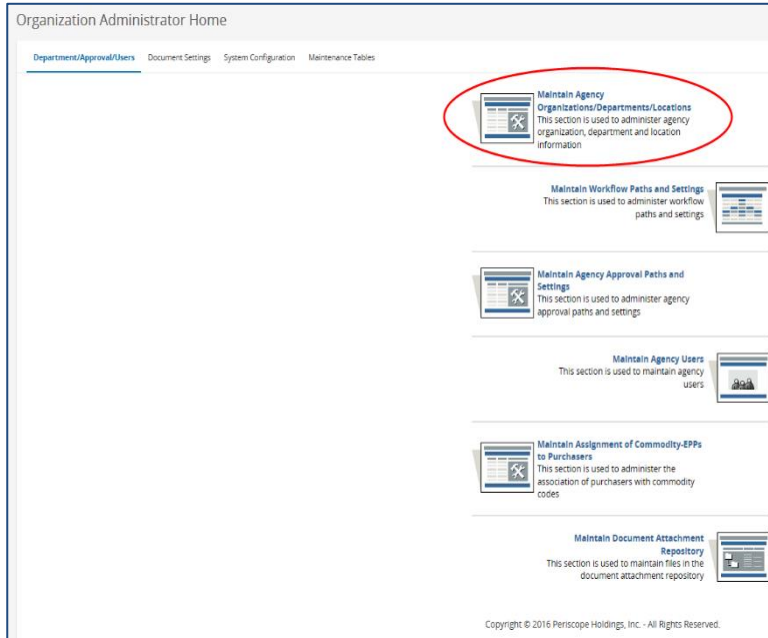 Organization Administrator Home
Department/Approval/Users Document Settings System Configuration Maintenance Tables
Maintain Agency
Organizations/Departments/Locations
This section is used to administer agency
organization, department and location
information
Maintain Workflow Paths and Settings
This section is used to administer workflow
paths and settings
Maintain Agency Approval Paths and
Settings
This section is used to administer agency
approval paths and settings
Maintain Agency Users
This section is used to maintain agency
users
Maintain Assignment of Commodity-EPPs
to Purchasers
This section is used to administer the
association of purchasers with commodity
codes
Maintain Document Attachment
Repository
This section is used to maintain files in the
document attachment repository
Copyright © 2016 Periscope Holdings, Inc. - All Rights Reserved.